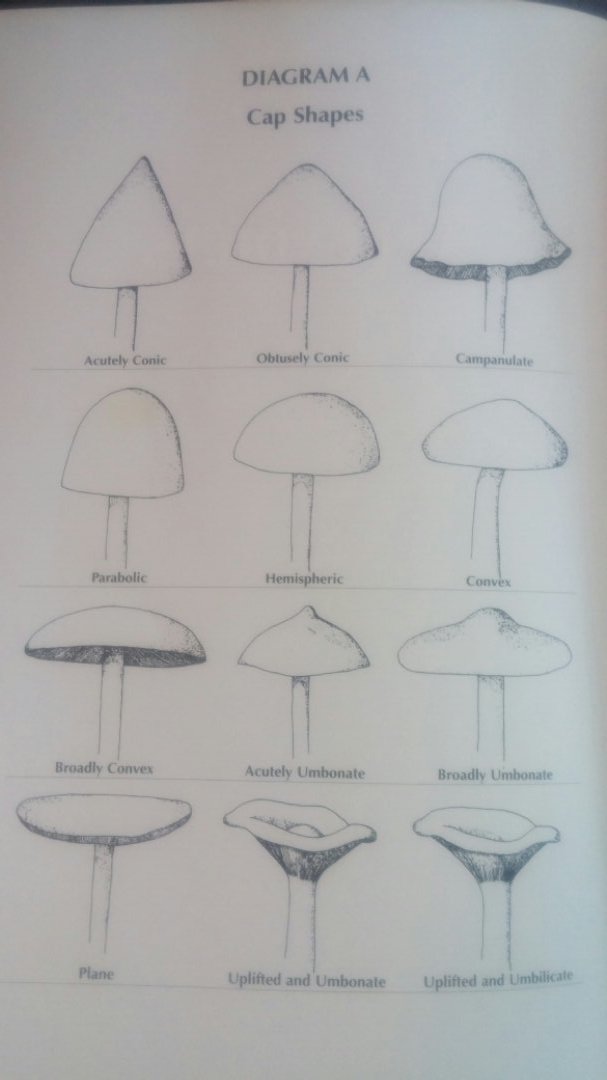 DIAGRAM A
Cap Shapes
Acutely Conic
Obtusely Conic
Campanulate
Parabolic
Hemispheric
Convex
Broadly Convex
Acutely Umbonate
Broadly Umbonate
Plane
Uplifted and Umbonate
Uplifted and Umbilicate